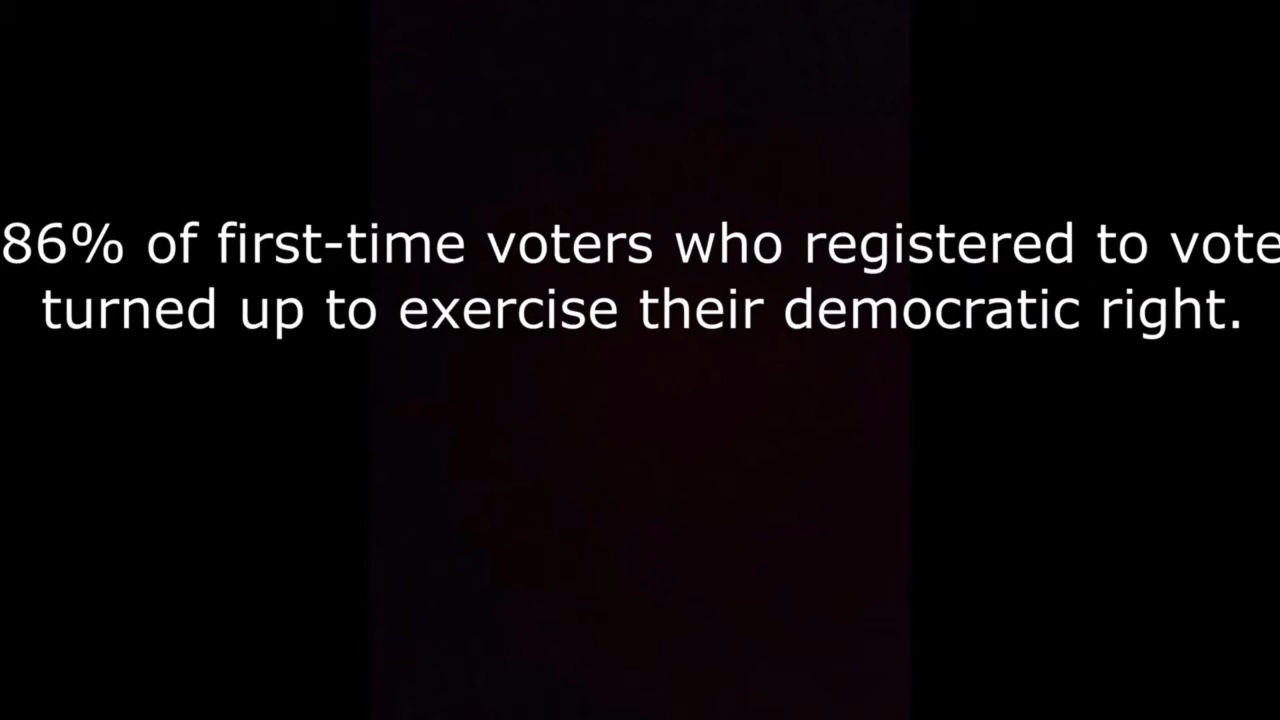 86% of first-time voters who registered to vote
turned up to exercise their democratic right.